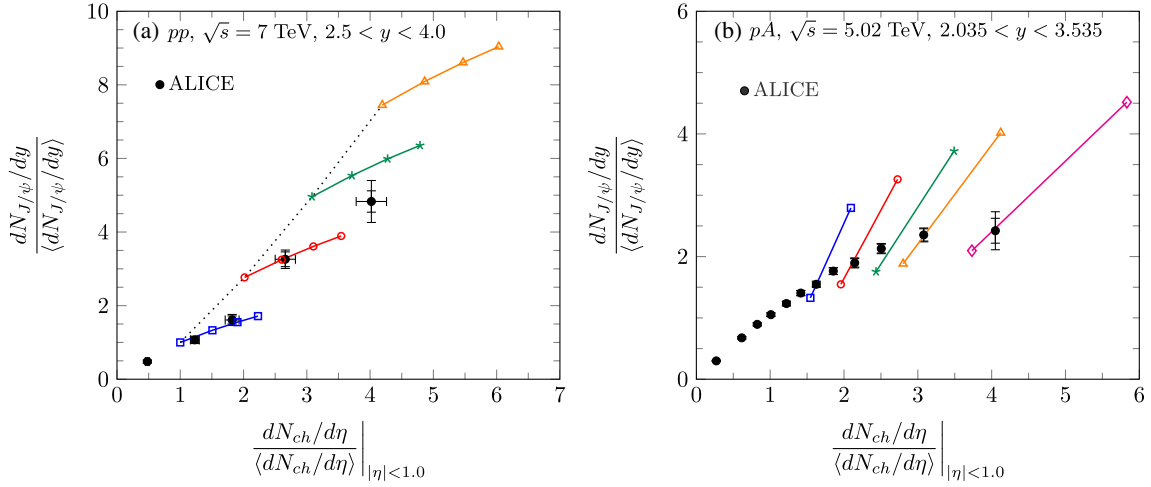 (a) pp, √s = 7 TeV, 2.5 < y < 4.0
ALICE
dN_{J/ψ}/dy
⟨dN_{J/ψ}/dy⟩
10
8
6
4
2
0
0 1 2 3 4 5 6 7
dN_{ch}/dη
⟨dN_{ch}/dη⟩ |_{|η|<1.0}
(b) pA, √s = 5.02 TeV, 2.035 < y < 3.535
ALICE
dN_{J/ψ}/dy
⟨dN_{J/ψ}/dy⟩
6
4
2
0
0 1 2 3 4 5 6
dN_{ch}/dη
⟨dN_{ch}/dη⟩ |_{|η|<1.0}